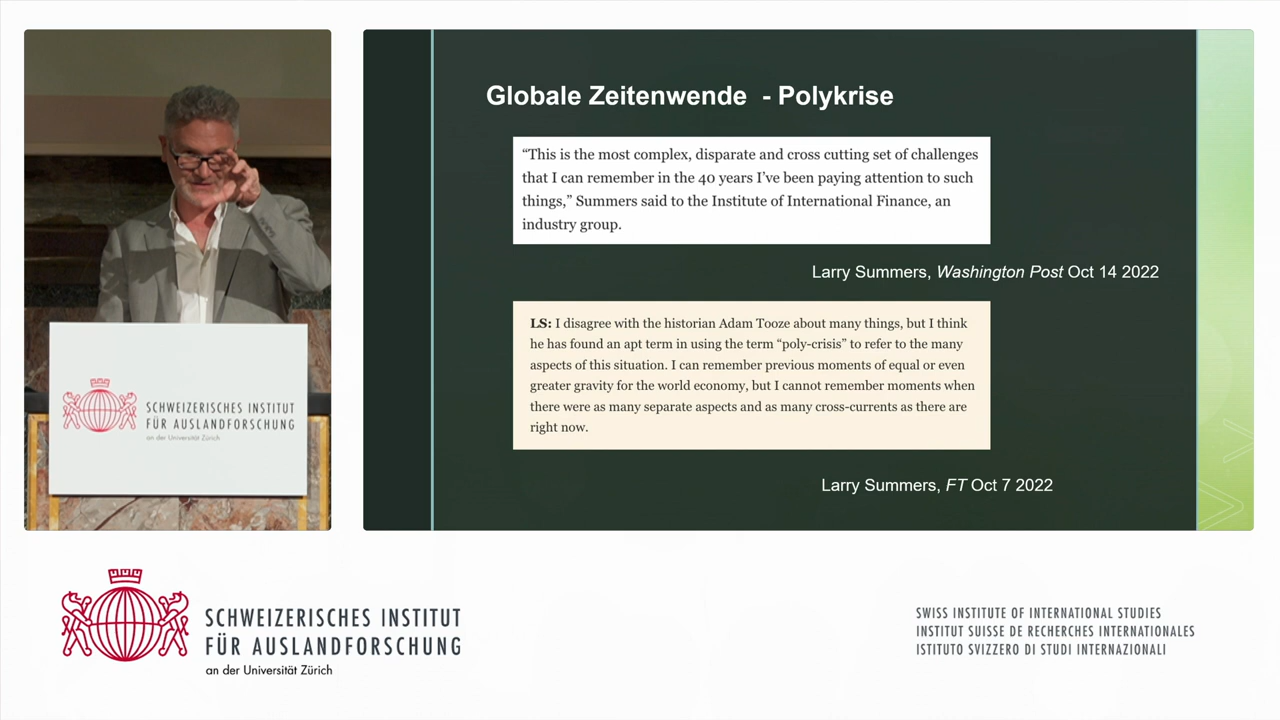 Globale Zeitenwende - Polykrise
“This is the most complex, disparate and cross cutting set of challenges
that I can remember in the 40 years I’ve been paying attention to such
things,” Summers said to the Institute of International Finance, an
industry group.
Larry Summers, Washington Post Oct 14 2022
LS: I disagree with the historian Adam Tooze about many things, but I think
he has found an apt term in using the term “poly-crisis” to refer to the many
aspects of this situation. I can remember previous moments of equal or even
greater gravity for the world economy, but I cannot remember moments when
there were as many separate aspects and as many cross-currents as there are
right now.
Larry Summers, FT Oct 7 2022
SCHWEIZERISCHES INSTITUT
FÜR AUSLANDFORSCHUNG
an der Universität Zürich
SCHWEIZERISCHES INSTITUT
FÜR AUSLANDFORSCHUNG
an der Universität Zürich
SWISS INSTITUTE OF INTERNATIONAL STUDIES
INSTITUT SUISSE DE RECHERCHES INTERNATIONALES
ISTITUTO SVIZZERO DI STUDI INTERNAZIONALI